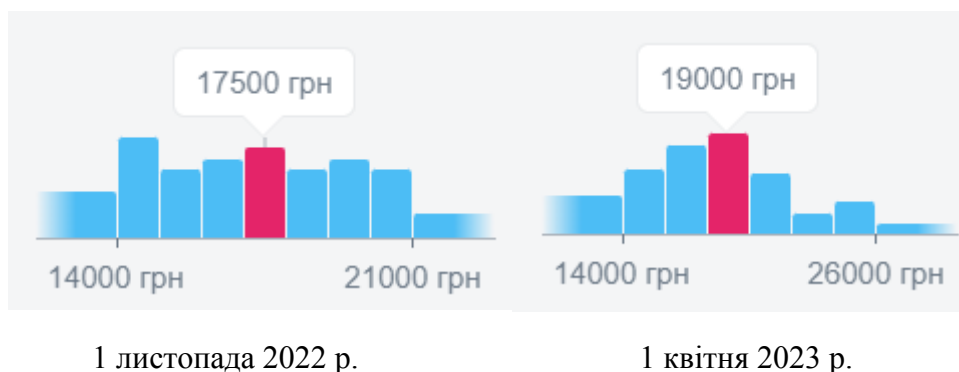 17500 грн
19000 грн
14000 грн 21000 грн
14000 грн 26000 грн
1 листопада 2022 р.
1 квітня 2023 р.